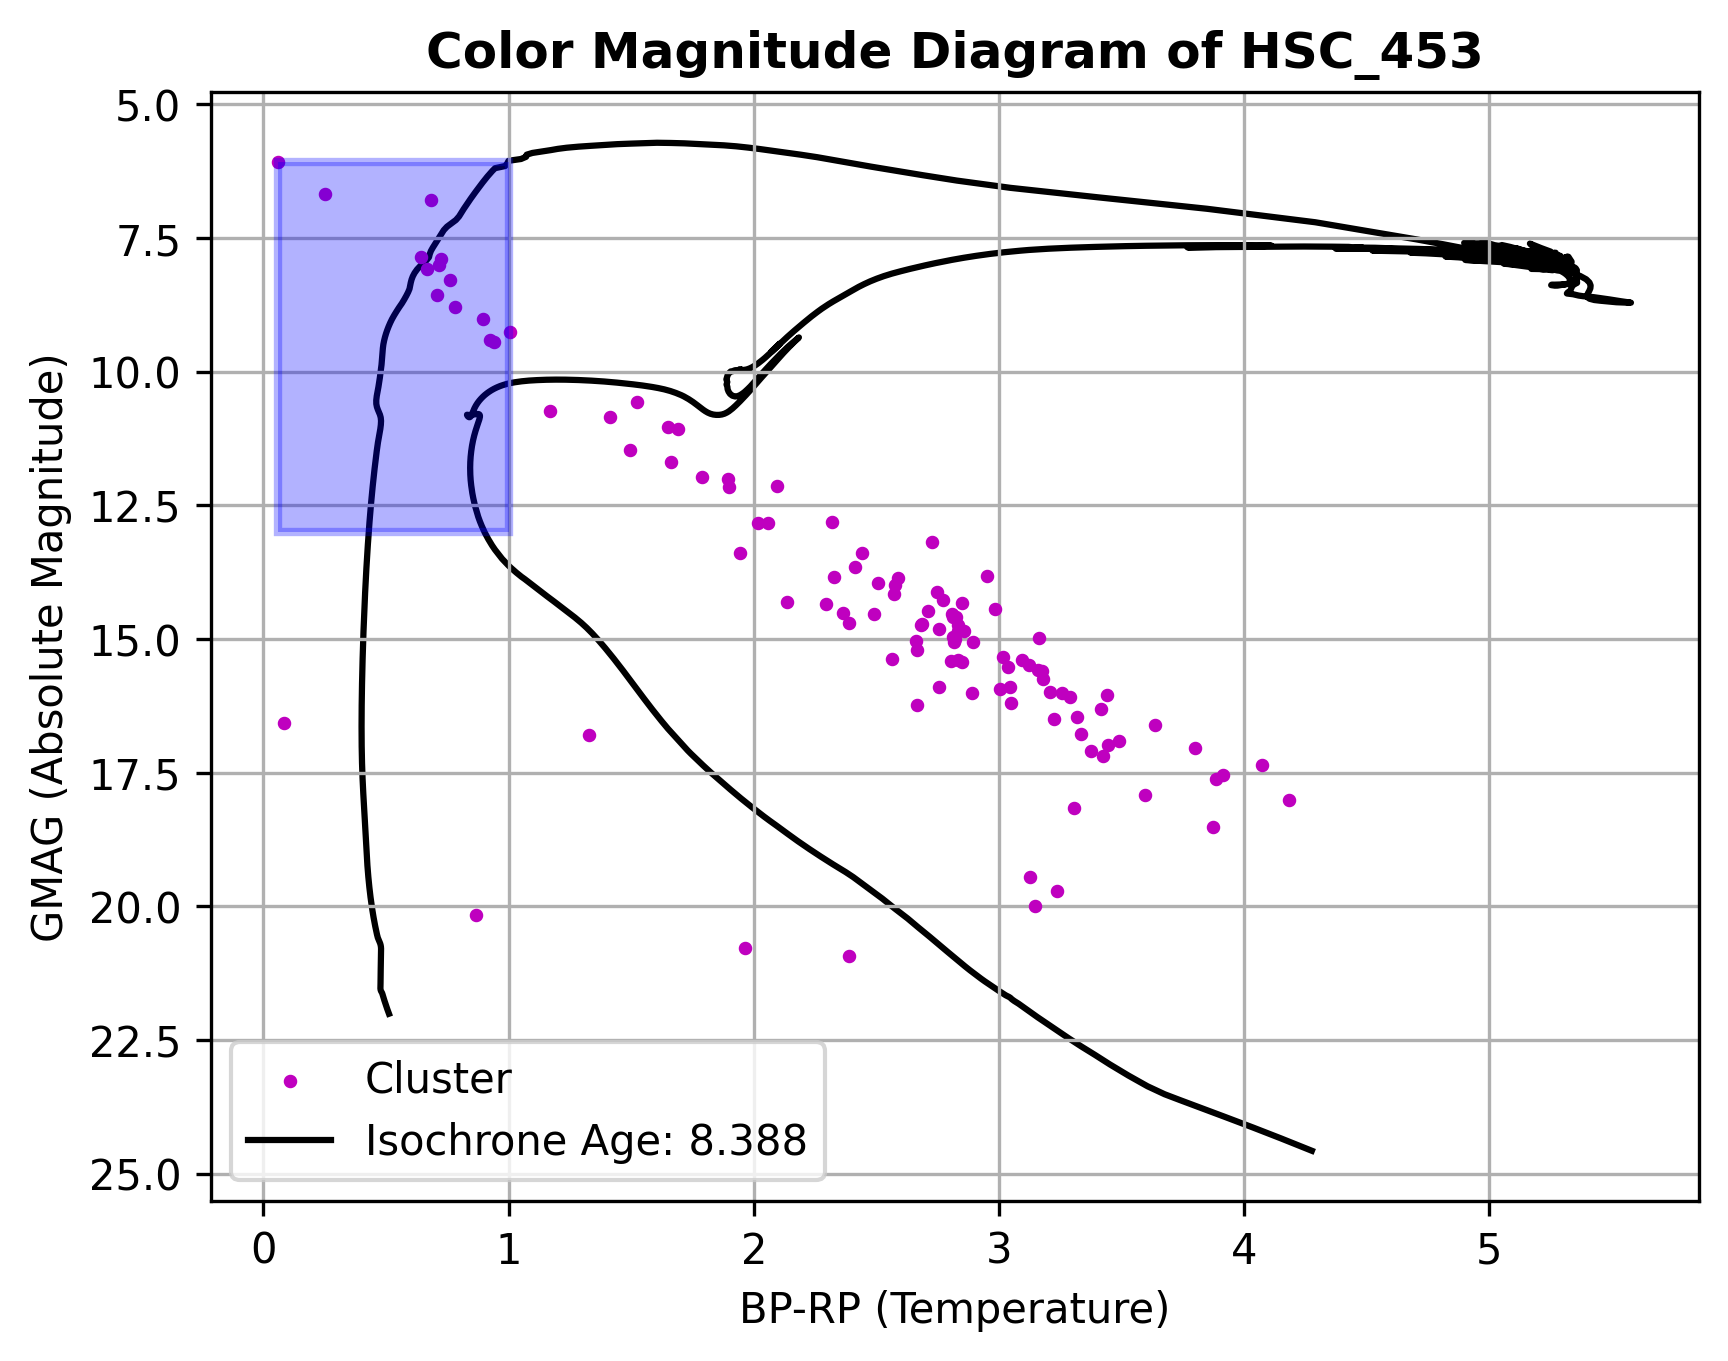 Color Magnitude Diagram of HSC_453
GMAG (Absolute Magnitude)
5.0
7.5
10.0
12.5
15.0
17.5
20.0
22.5
25.0
Cluster
Isochrone Age: 8.388
0 1 2 3 4 5
BP-RP (Temperature)